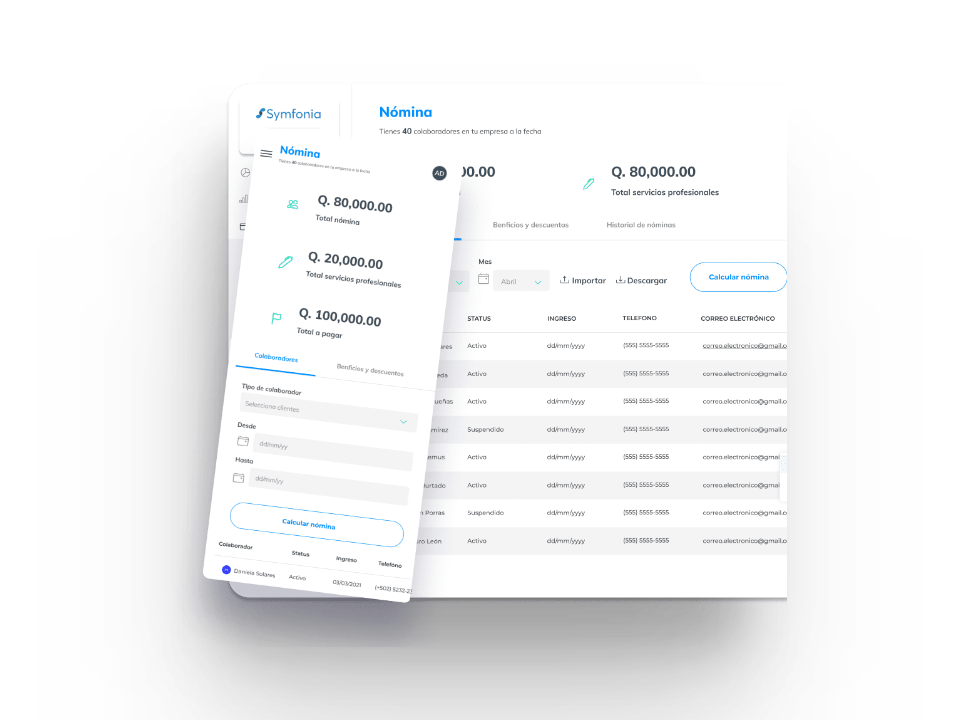 Symfonia
Nómina
Tienes 40 colaboradores en tu empresa a la fecha
00.00
Q. 80,000.00
Total servicios profesionales
Benficios y descuentos
Historial de nóminas
Mes
Abril
Importar
Descargar
Calcular nómina
STATUS INGRESO TELEFONO CORREO ELECTRÓNICO
ares Activo dd/mm/yyyy (555) 5555-5555 correo.electronico@gmail.c
eda Activo dd/mm/yyyy (555) 5555-5555 correo.electronico@gmail.c
ueñas Activo dd/mm/yyyy (555) 5555-5555 correo.electronico@gmail.c
mirez Suspendido dd/mm/yyyy (555) 5555-5555 correo.electronico@gmail.c
emus Activo dd/mm/yyyy (555) 5555-5555 correo.electronico@gmail
Hurtado Activo dd/mm/yyyy (555) 5555-5555 correo.electronico@gmail
n Porras Suspendido dd/mm/yyyy (555) 5555-5555 correo.electronico@gmail.c
ro León Activo dd/mm/yyyy (555) 5555-5555 correo.electronico@gmail.c
Nómina
Tienes 40 colaboradores en tu empresa a la fecha
AD
Q. 80,000.00
Total nómina
Q. 20,000.00
Total servicios profesionales
Q. 100,000.00
Total a pagar
Colaboradores
Benficios y descuentos
Tipo de colaborador
Selecciona clientes
Desde
dd/mm/yy
Hasta
dd/mm/yy
Calcular nómina
Colaborador Status Ingreso Telefono
Daniela Solares Activo 03/03/2021